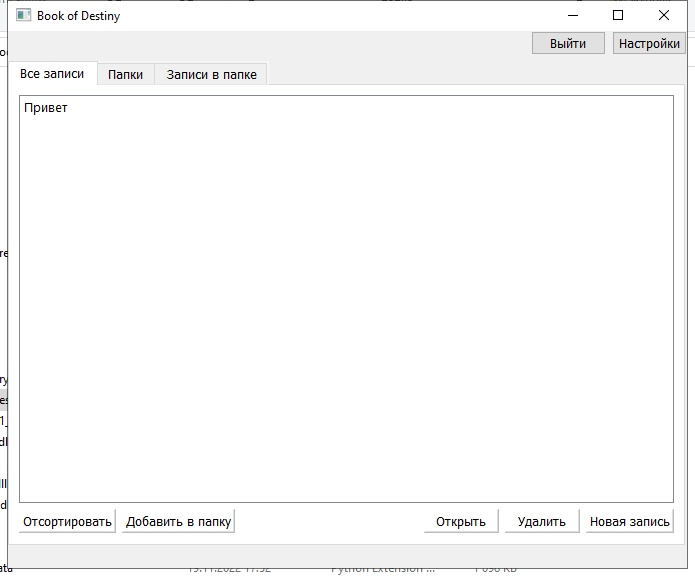 Book of Destiny
Выйти
Настройки
Все записи
Папки
Записи в папке
Привет
Отсортировать
Добавить в папку
Открыть
Удалить
Новая запись